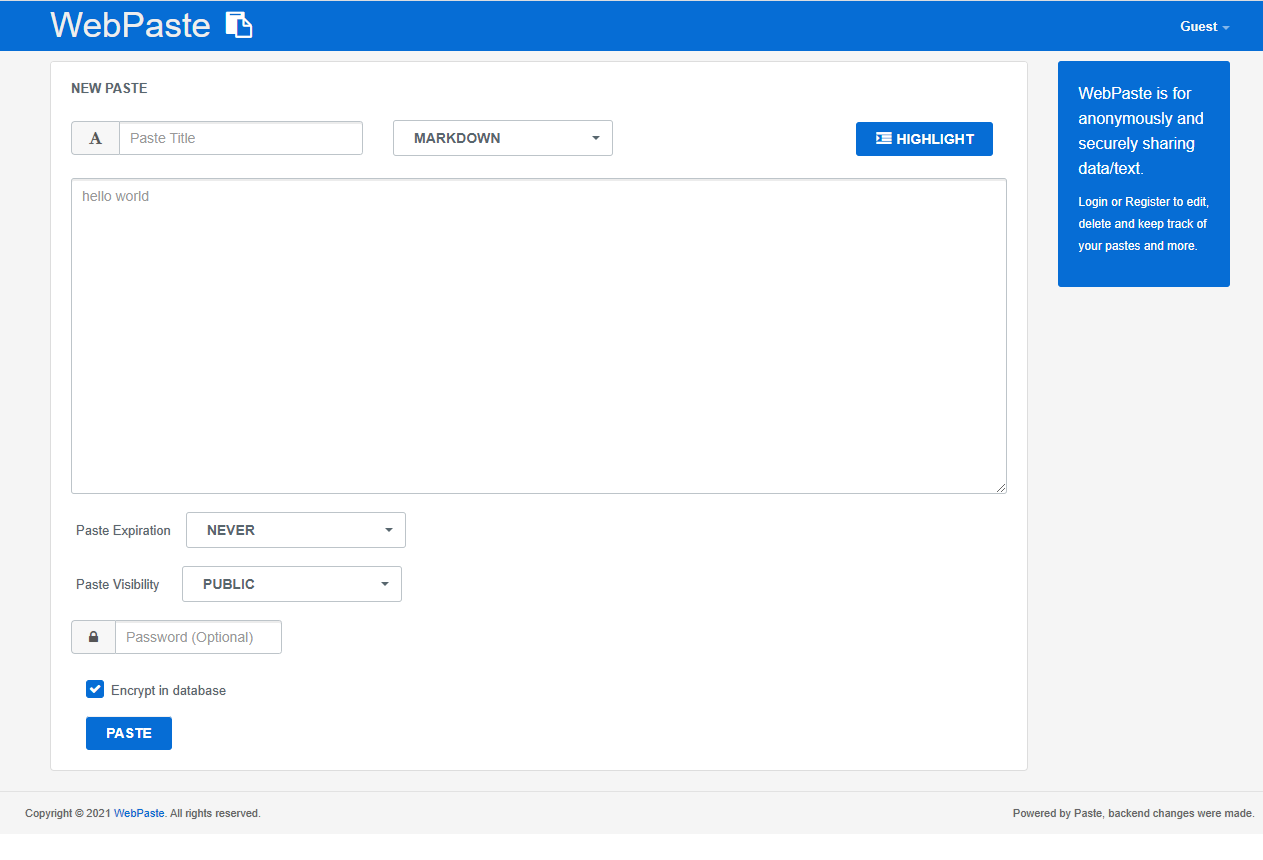 WebPaste
Guest
NEW PASTE
A Paste Title
MARKDOWN
HIGHLIGHT
hello world
Paste Expiration NEVER
Paste Visibility PUBLIC
Password (Optional)
Encrypt in database
PASTE
WebPaste is for
anonymously and
securely sharing
data/text.
Login or Register to edit,
delete and keep track of
your pastes and more.
Copyright © 2021 WebPaste. All rights reserved.
Powered by Paste, backend changes were made.